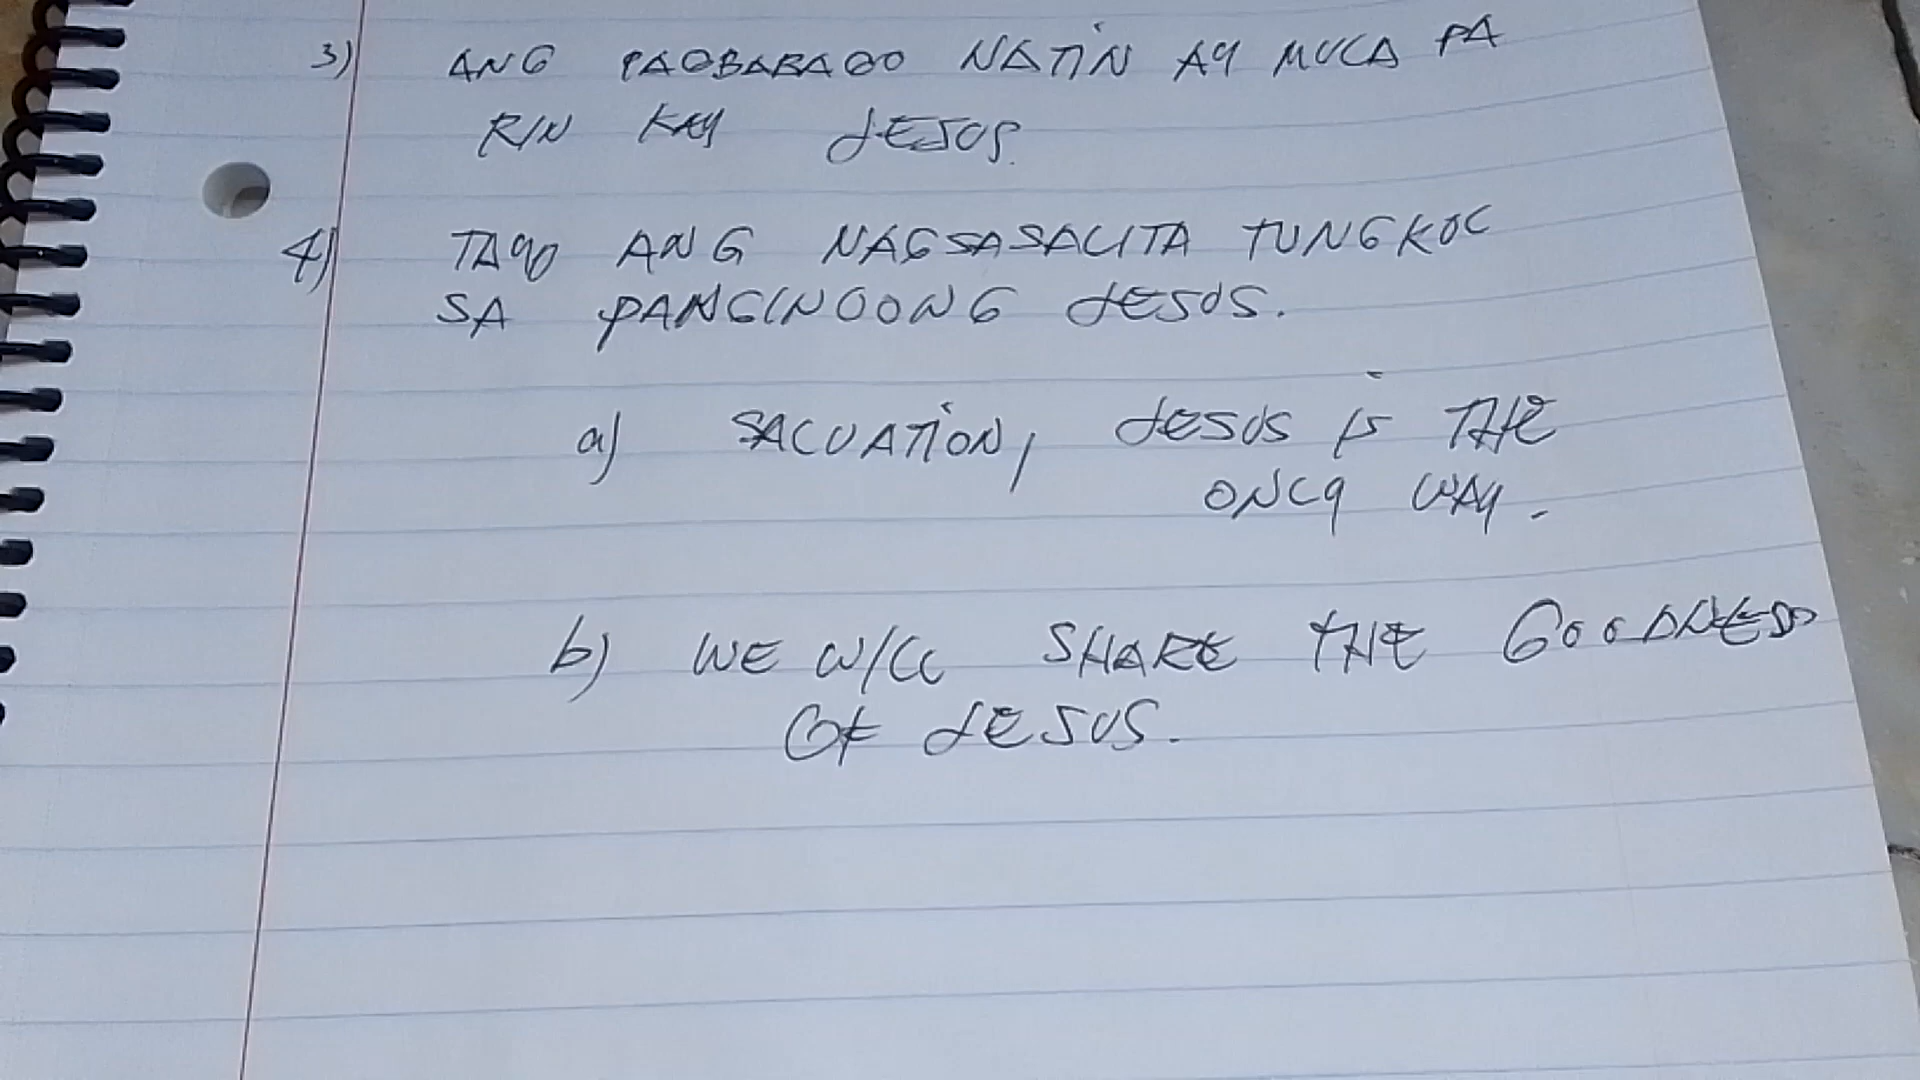 3) ANG PAGBABAGO NATIN AY MULA PA
RIN KAY JESUS.
4) TAYO ANG NAGSASALITA TUNGKOL
SA PANGINOONG JESUS.
a) SALVATION, JESUS IS THE
ONLY WAY.
b) WE WILL SHARE THE GOODNESS
OF JESUS.